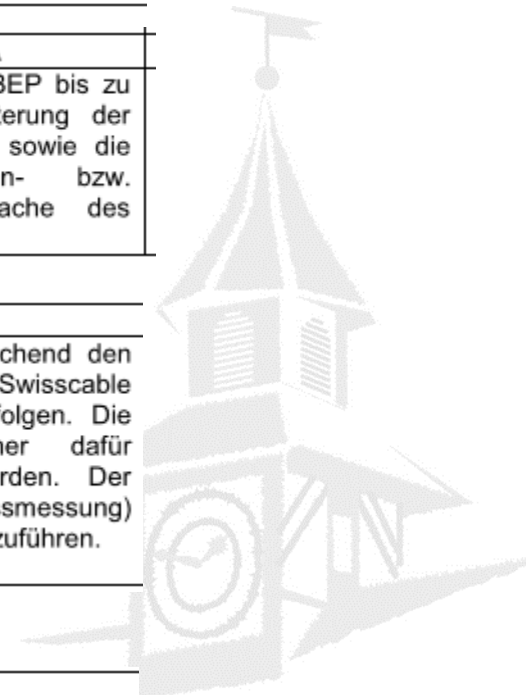 BEP bis zu
terung der
sowie die
n- bzw.
ache des
chend den
Swisscable
folgen. Die
ner dafür
rden. Der
ssmessung)
zuführen.